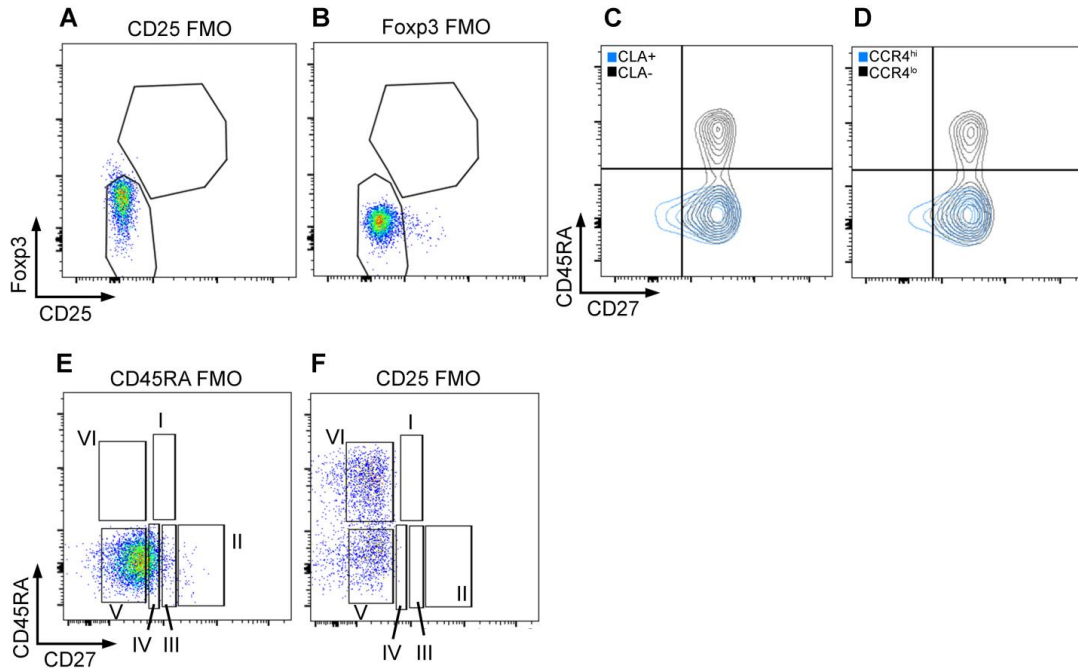 A
CD25 FMO
B
Foxp3 FMO
C
D
CLA+
CLA-
CCR4hi
CCR4lo
Foxp3
CD25
CD45RA
CD27
E
CD45RA FMO
F
CD25 FMO
VI
I
II
V
IV
III
VI
I
II
V
IV
III
CD45RA
CD27